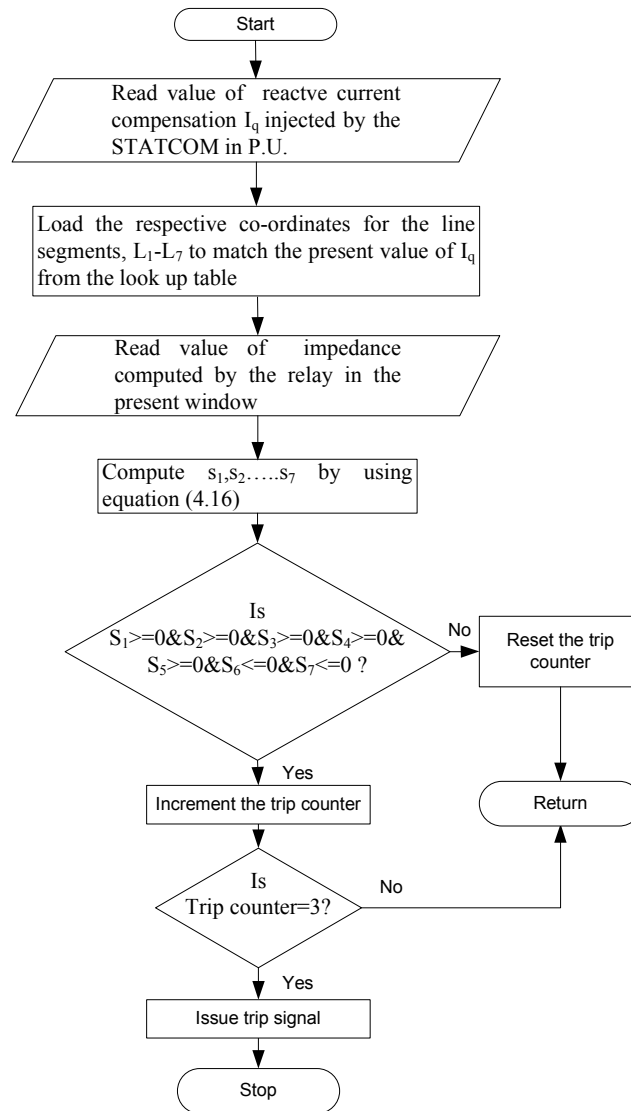 Start
Read value of reactve current
compensation Iq injected by the
STATCOM in P.U.
Load the respective co-ordinates for the line
segments, L1-L7 to match the present value of Iq
from the look up table
Read value of impedance
computed by the relay in the
present window
Compute s1,s2…..s7 by using
equation (4.16)
Is
S1>=0&S2>=0&S3>=0&S4>=0&
S5>=0&S6<=0&S7<=0 ?
No
Reset the trip
counter
Yes
Increment the trip counter
Return
Is
Trip counter=3?
No
Yes
Issue trip signal
Stop